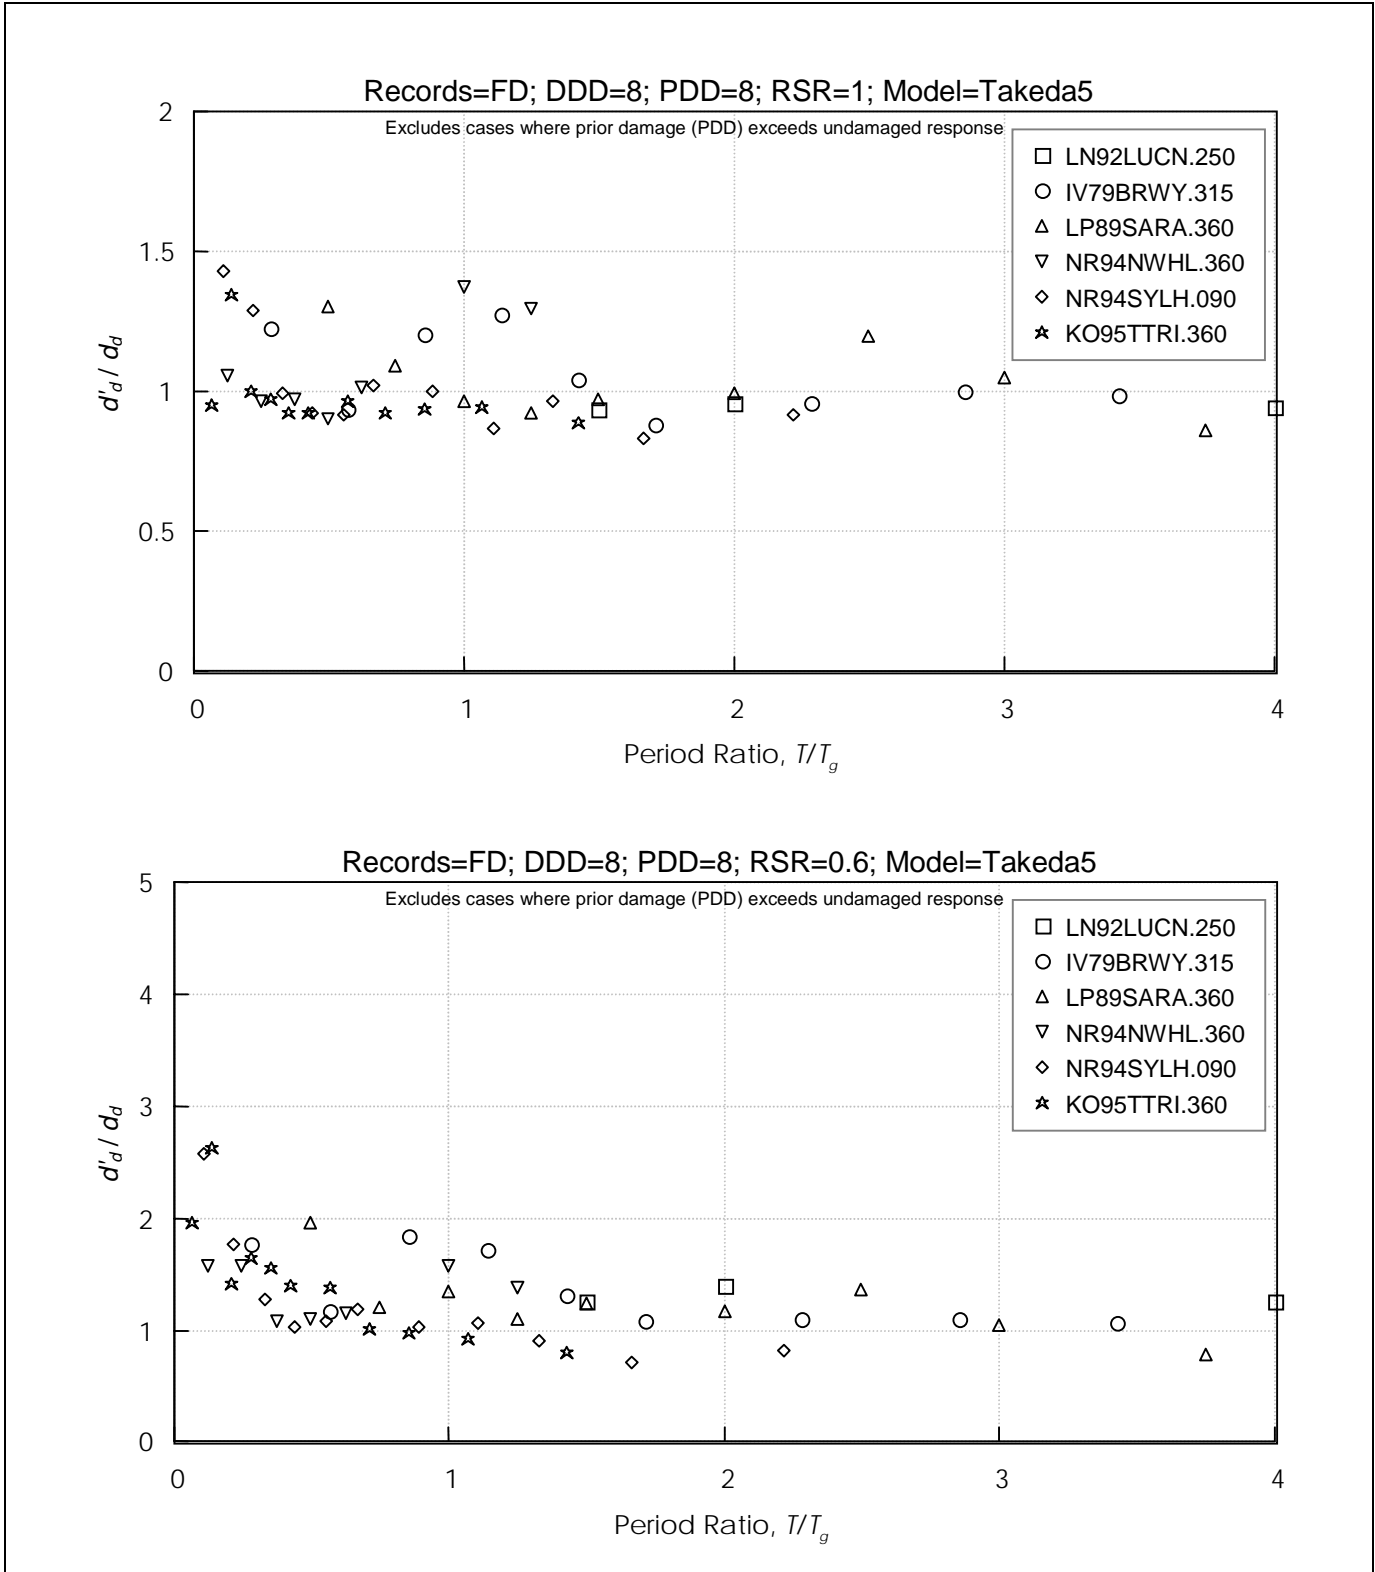 Records=FD; DDD=8; PDD=8; RSR=1; Model=Takeda5
Excludes cases where prior damage (PDD) exceeds undamaged response
2
1.5
1
0.5
0
d'd / dd
LN92LUCN.250
IV79BRWY.315
LP89SARA.360
NR94NWHL.360
NR94SYLH.090
KO95TTRI.360
0 1 2 3 4
Period Ratio, T/Tg
Records=FD; DDD=8; PDD=8; RSR=0.6; Model=Takeda5
Excludes cases where prior damage (PDD) exceeds undamaged response
5
4
3
2
1
0
d'd / dd
LN92LUCN.250
IV79BRWY.315
LP89SARA.360
NR94NWHL.360
NR94SYLH.090
KO95TTRI.360
0 1 2 3 4
Period Ratio, T/Tg